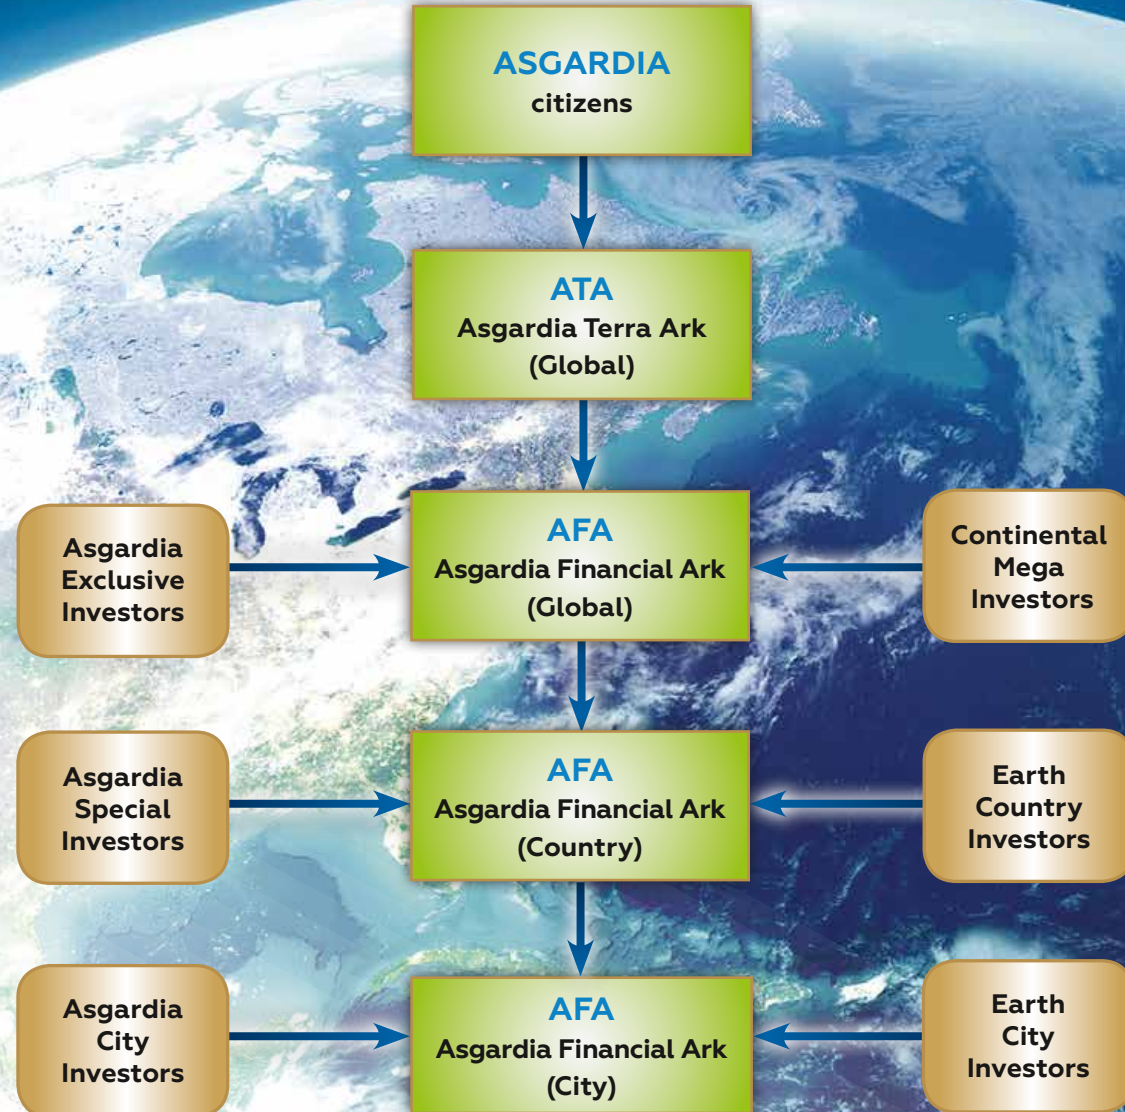 ASGARDIA
citizens
ATA
Asgardia Terra Ark
(Global)
Asgardia
Exclusive
Investors
AFA
Asgardia Financial Ark
(Global)
Continental
Mega
Investors
Asgardia
Special
Investors
AFA
Asgardia Financial Ark
(Country)
Earth
Country
Investors
Asgardia
City
Investors
AFA
Asgardia Financial Ark
(City)
Earth
City
Investors